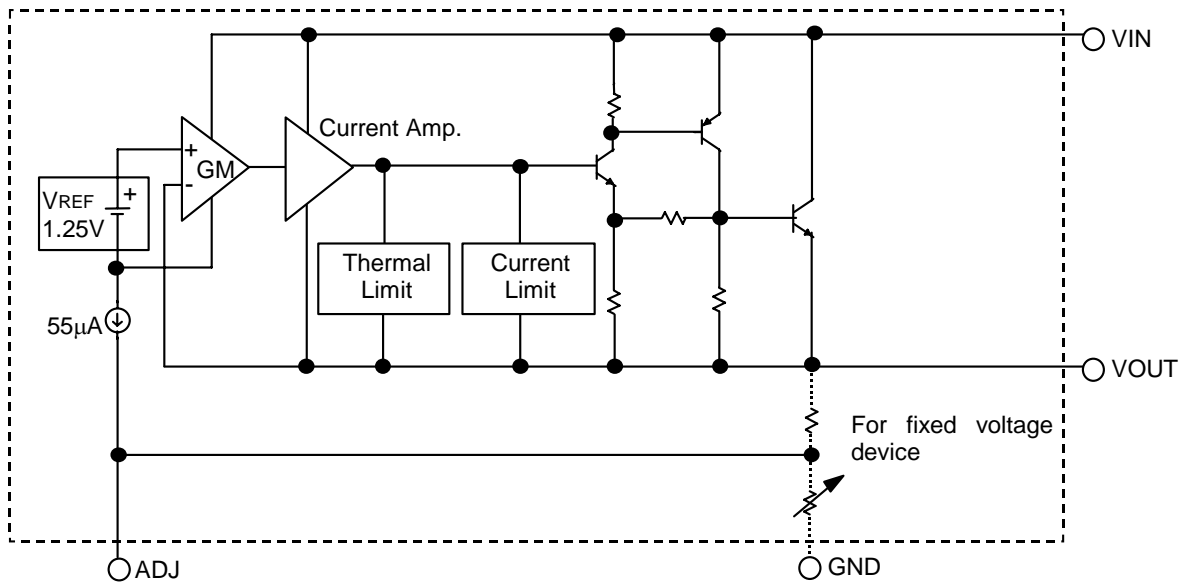 VIN
Current Amp.
+
GM
-
VREF +
1.25V
Thermal
Limit
Current
Limit
55μA
VOUT
For fixed voltage
device
ADJ
GND